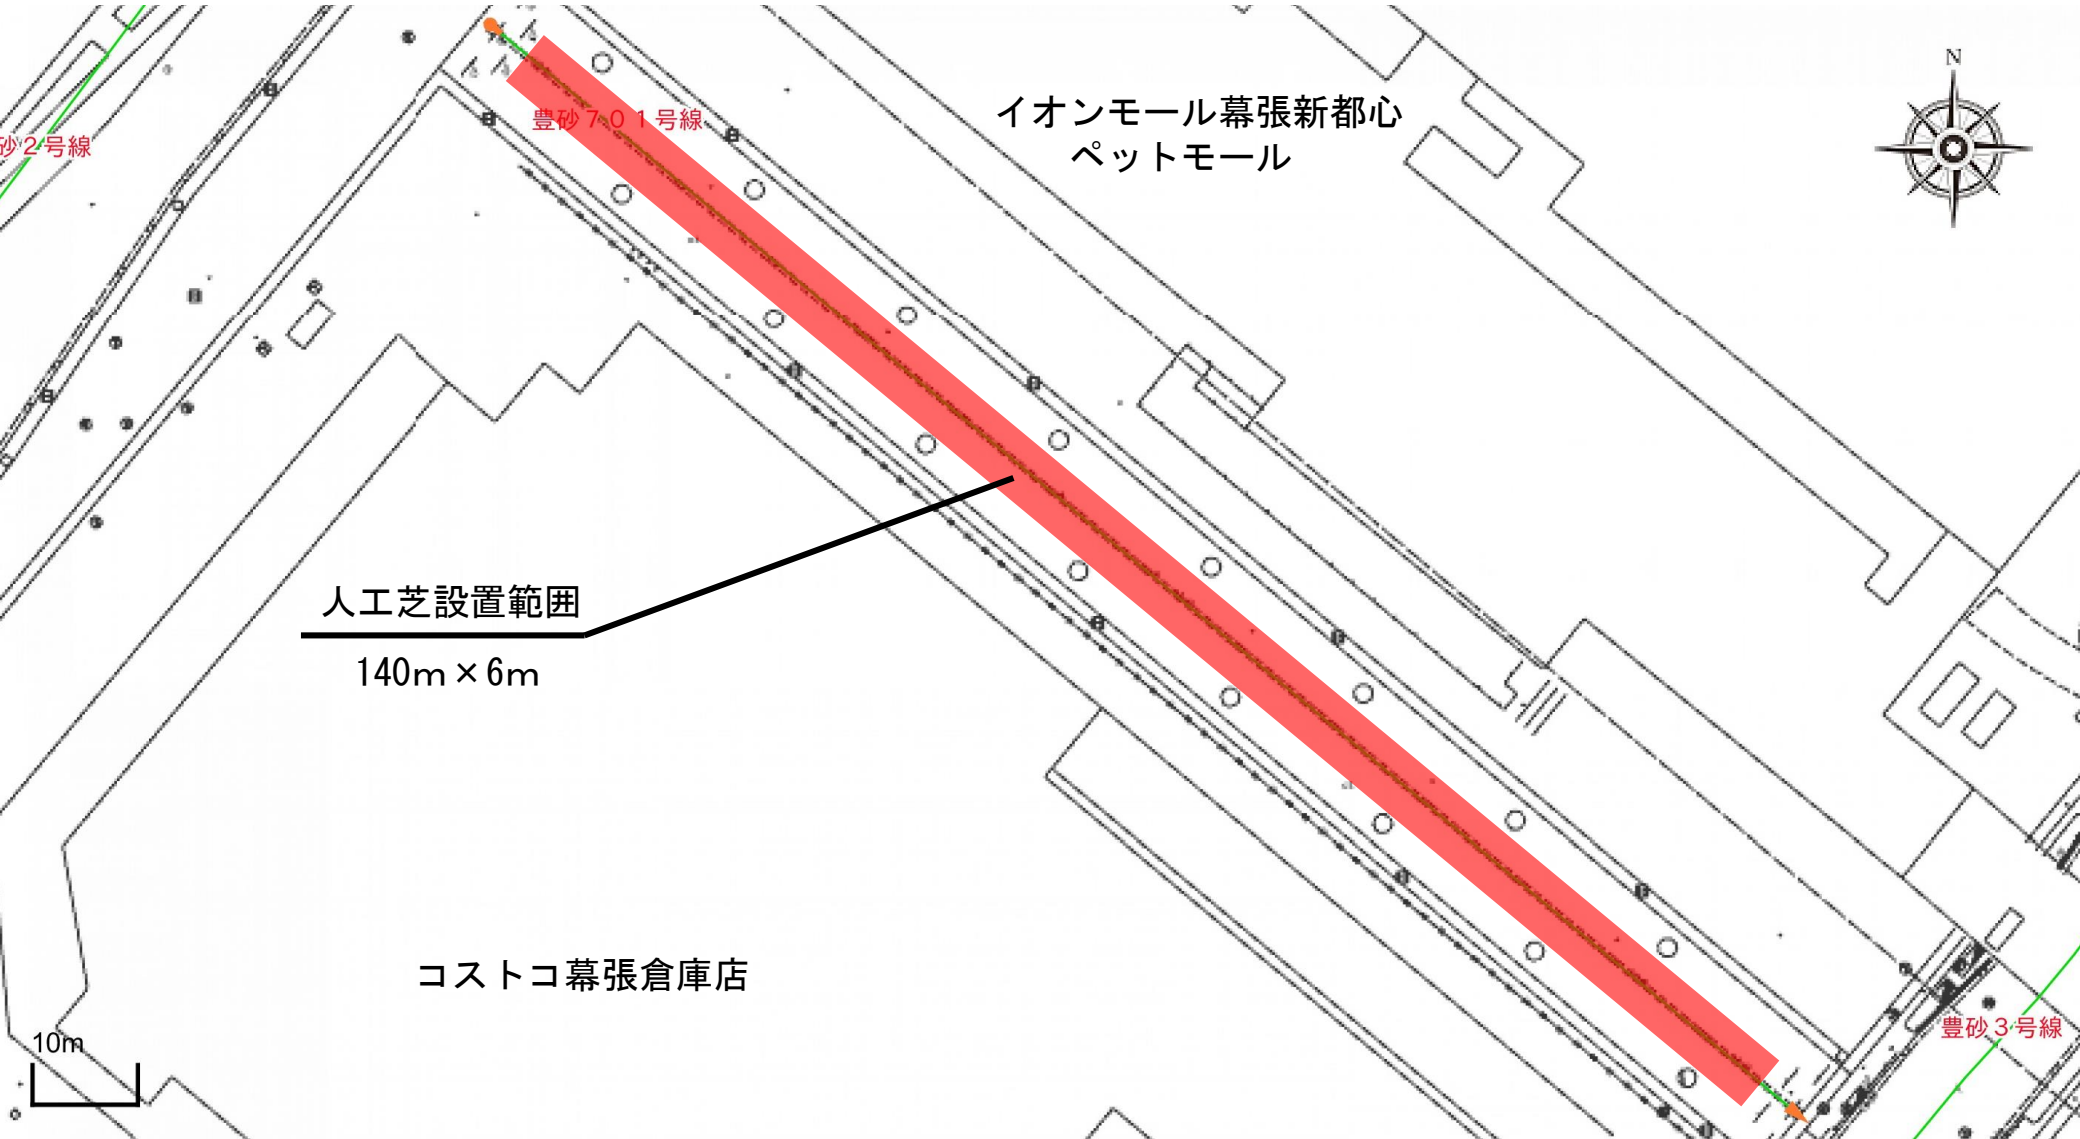 N
イオンモール幕張新都心
ペットモール
豊砂７０１号線
砂２号線
人工芝設置範囲
140ｍ×6ｍ
コストコ幕張倉庫店
豊砂３号線
10m